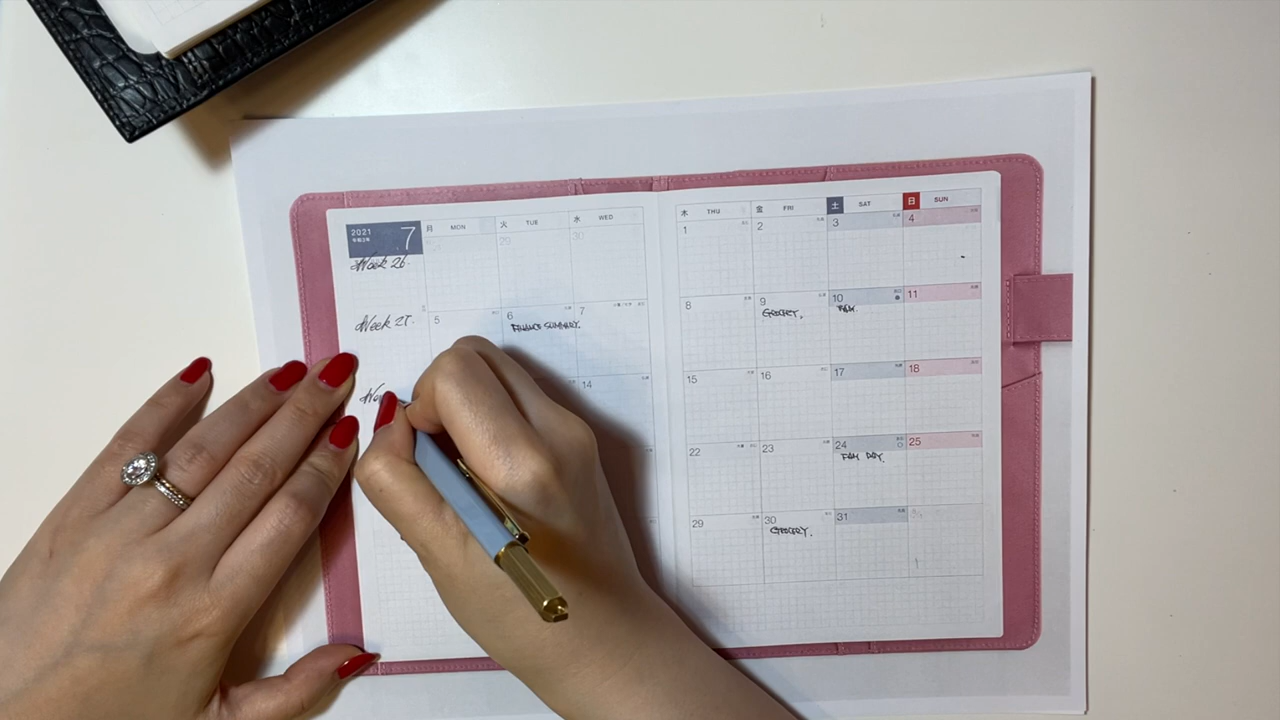 2021
7
月 MON
火 TUE
水 WED
木 THU
金 FRI
土 SAT
日 SUN
29
30
1
2
3
4
Week 26.
Week 27.
5
6
7
8
9
10
11
FINANCE SUMMARY.
GROCERY.
14
15
16
17
18
22
23
24
25
FAM DAY.
29
30
31
GROCERY.